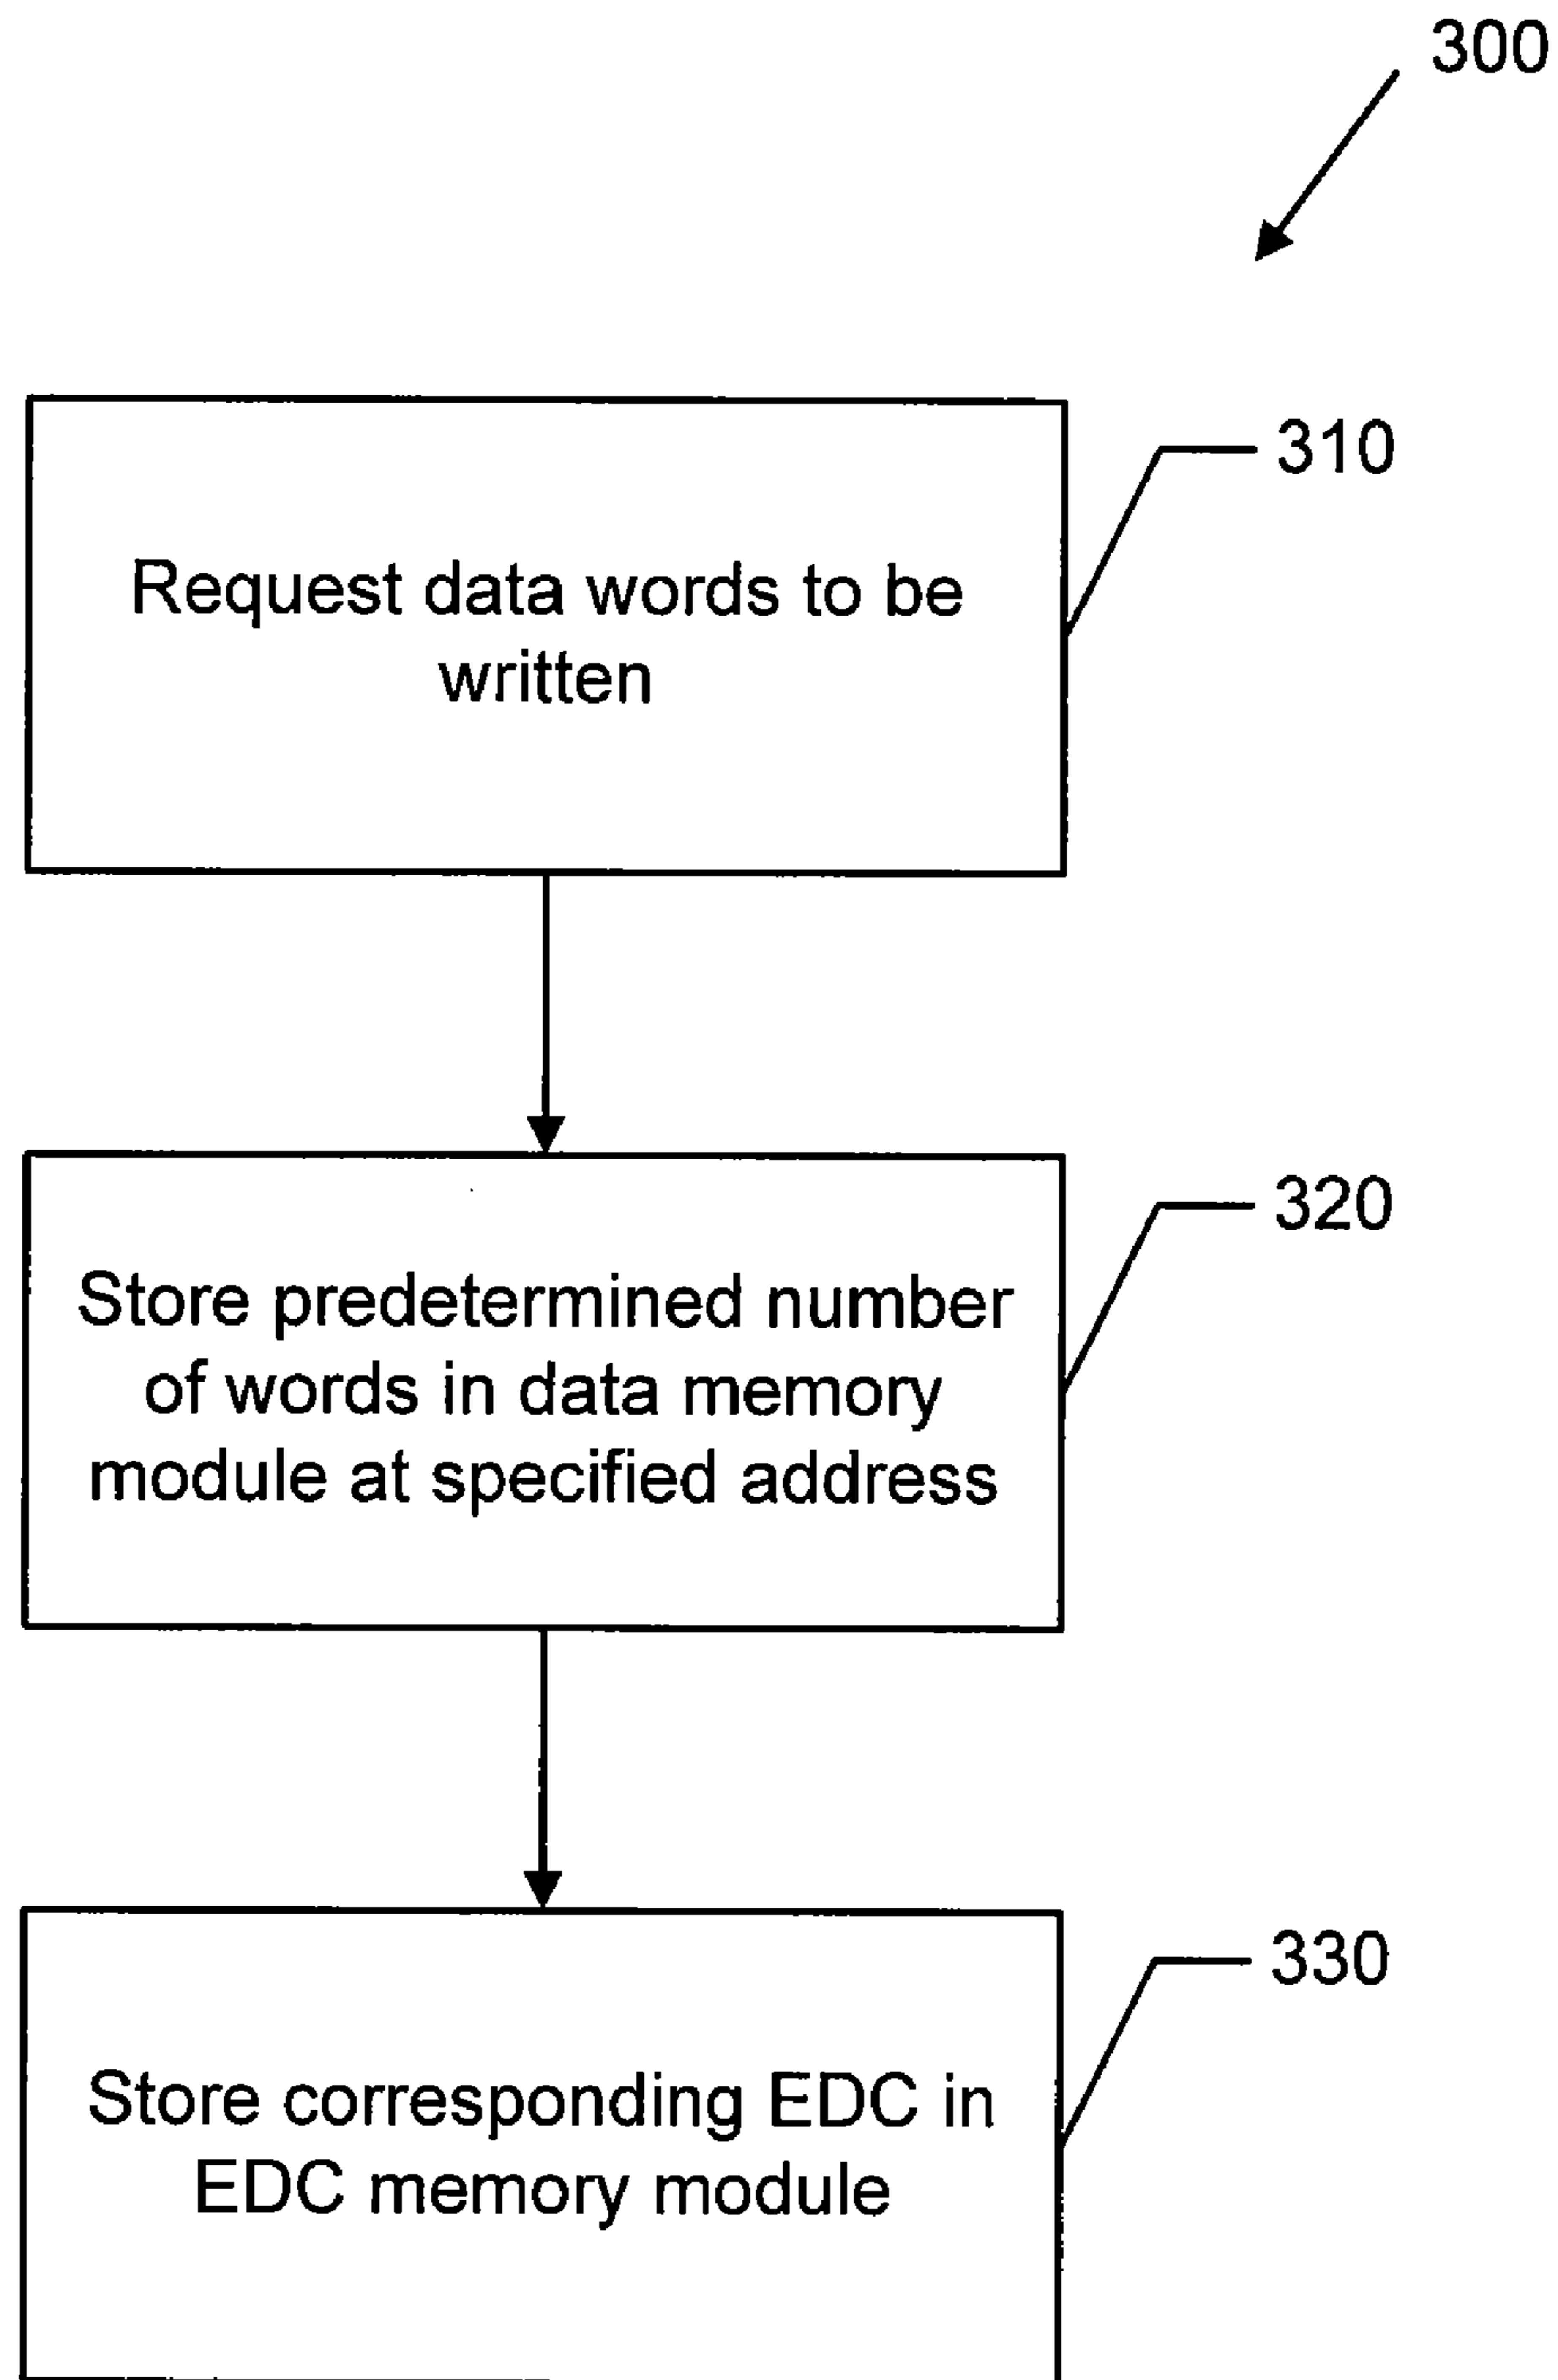 300
310
Request data words to be
written
320
Store predetermined number
of words in data memory
module at specified address
330
Store corresponding EDC in
EDC memory module